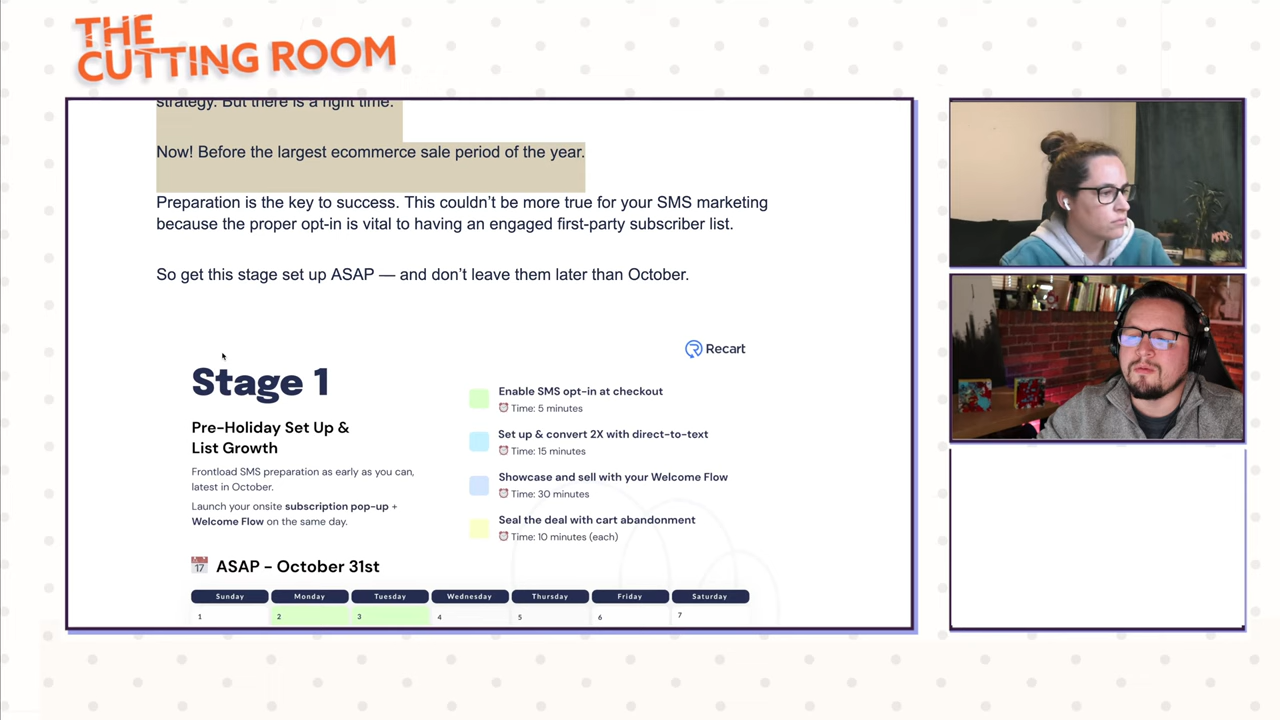 THE
CUTTING ROOM
strategy. But there is a right time.
Now! Before the largest ecommerce sale period of the year.
Preparation is the key to success. This couldn’t be more true for your SMS marketing
because the proper opt-in is vital to having an engaged first-party subscriber list.
So get this stage set up ASAP — and don’t leave them later than October.
Recart
Stage 1
Pre-Holiday Set Up &
List Growth
Frontload SMS preparation as early as you can,
latest in October.
Launch your onsite subscription pop-up +
Welcome Flow on the same day.
Enable SMS opt-in at checkout
⏰ Time: 5 minutes
Set up & convert 2X with direct-to-text
⏰ Time: 15 minutes
Showcase and sell with your Welcome Flow
⏰ Time: 30 minutes
Seal the deal with cart abandonment
⏰ Time: 10 minutes (each)
📅 ASAP - October 31st
Sunday Monday Tuesday Wednesday Thursday Friday Saturday
1 2 3 4 5 6 7